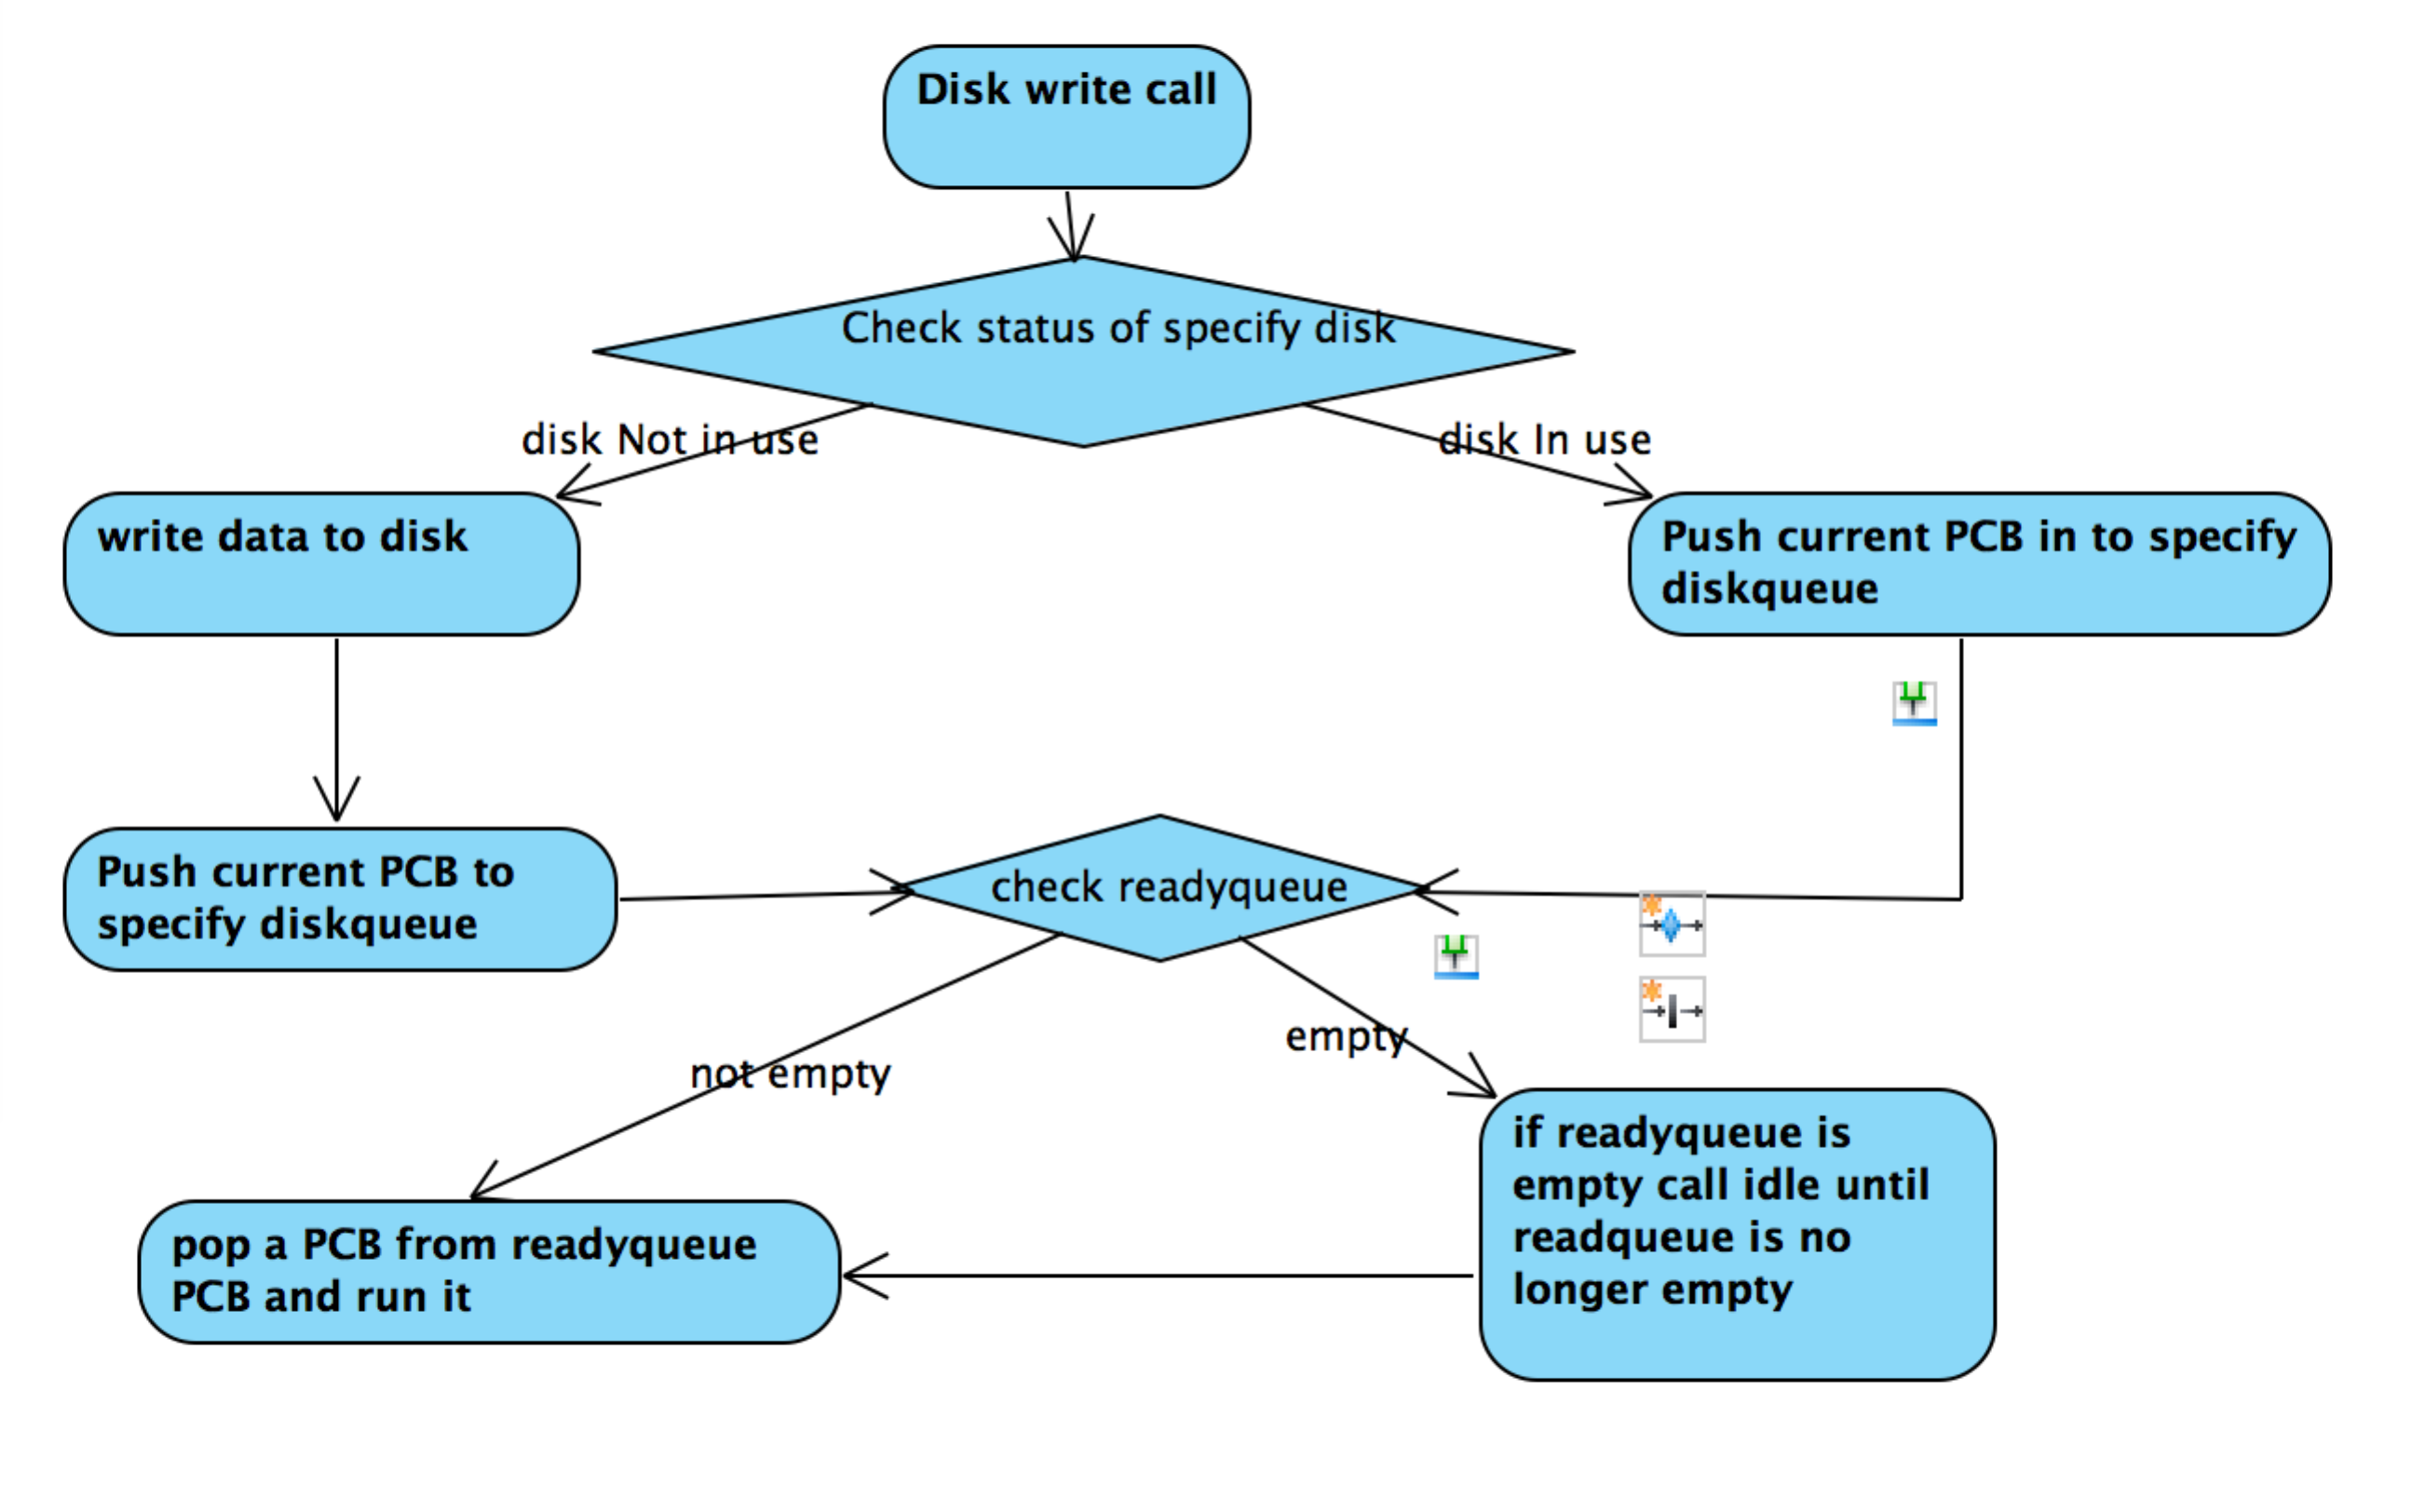 Disk write call
Check status of specify disk
disk Not in use
disk In use
write data to disk
Push current PCB in to specify
diskqueue
Push current PCB to
specify diskqueue
check readyqueue
not empty
empty
if readyqueue is
empty call idle until
readqueue is no
longer empty
pop a PCB from readyqueue
PCB and run it